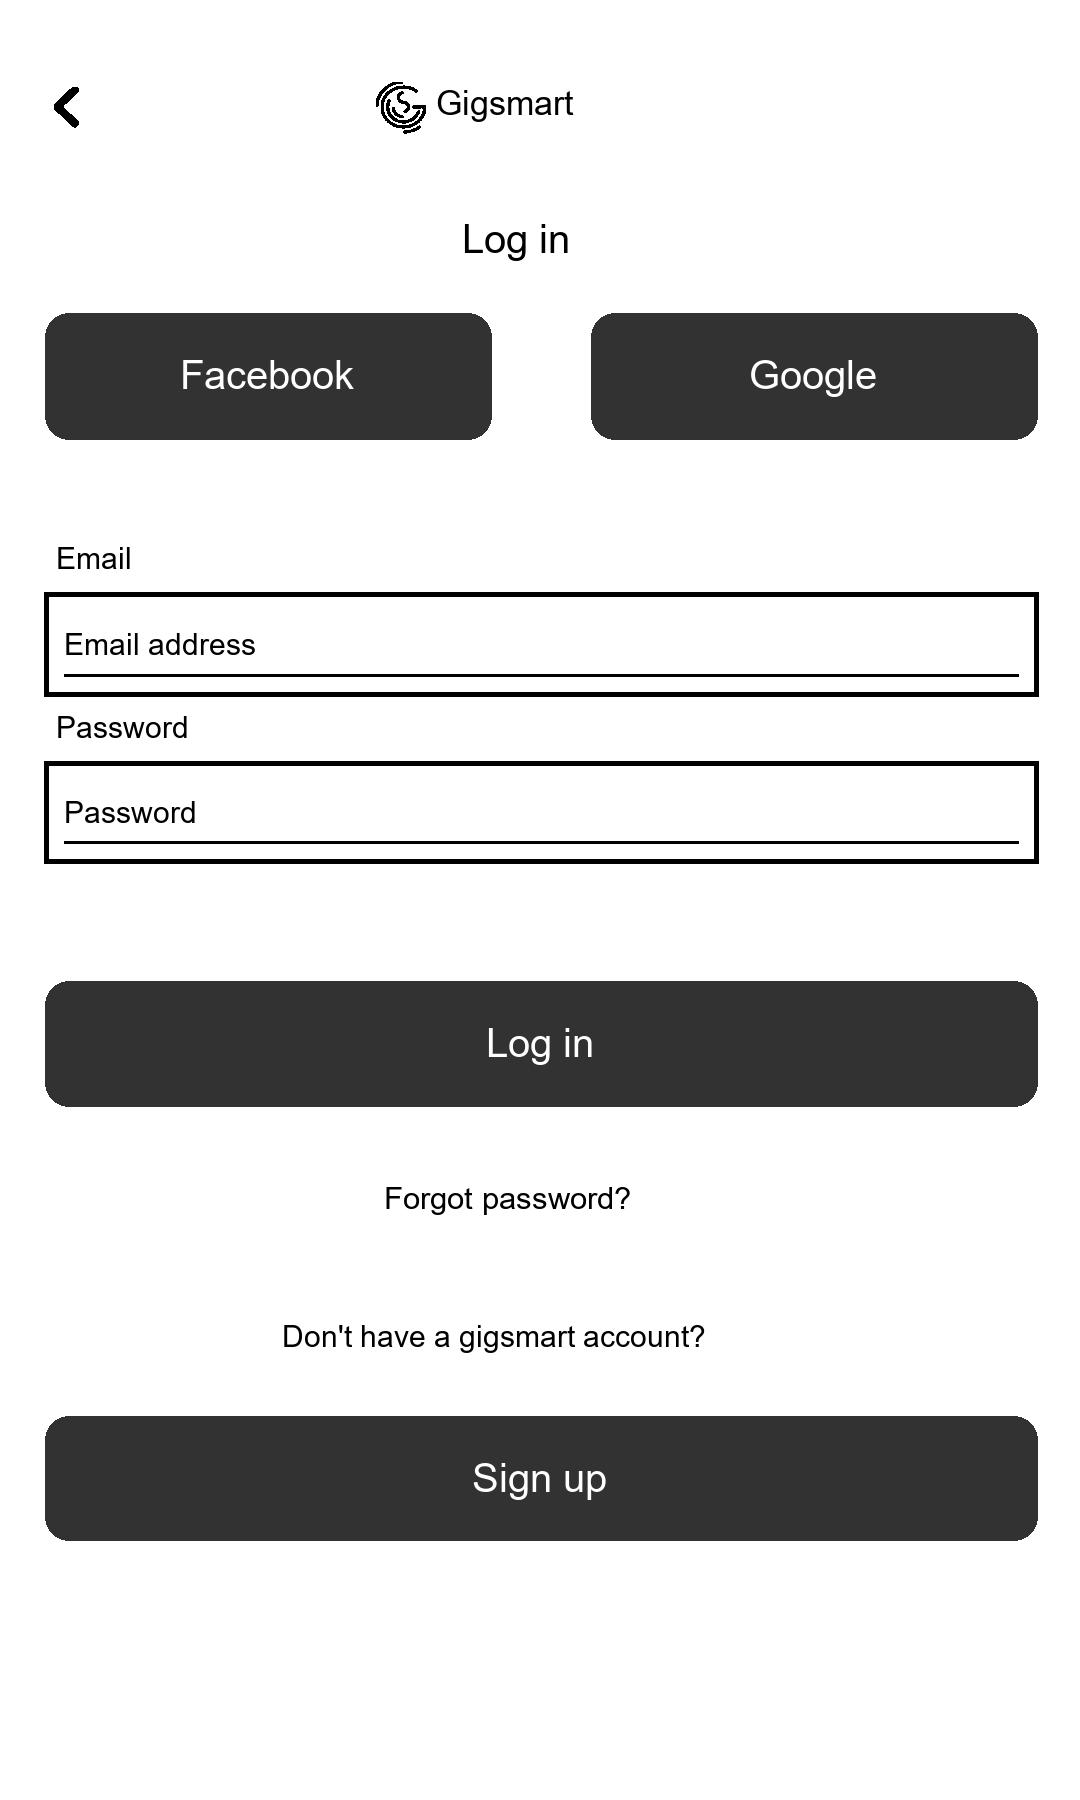 Gigsmart
Log in
Facebook
Google
Email
Email address
Password
Password
Log in
Forgot password?
Don't have a gigsmart account?
Sign up